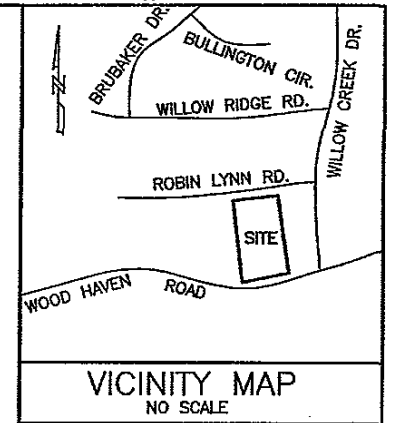 BRUBAKER DR.
BULLINGTON CIR.
WILLOW CREEK DR.
WILLOW RIDGE RD.
ROBIN LYNN RD.
SITE
WOOD HAVEN ROAD
VICINITY MAP
NO SCALE